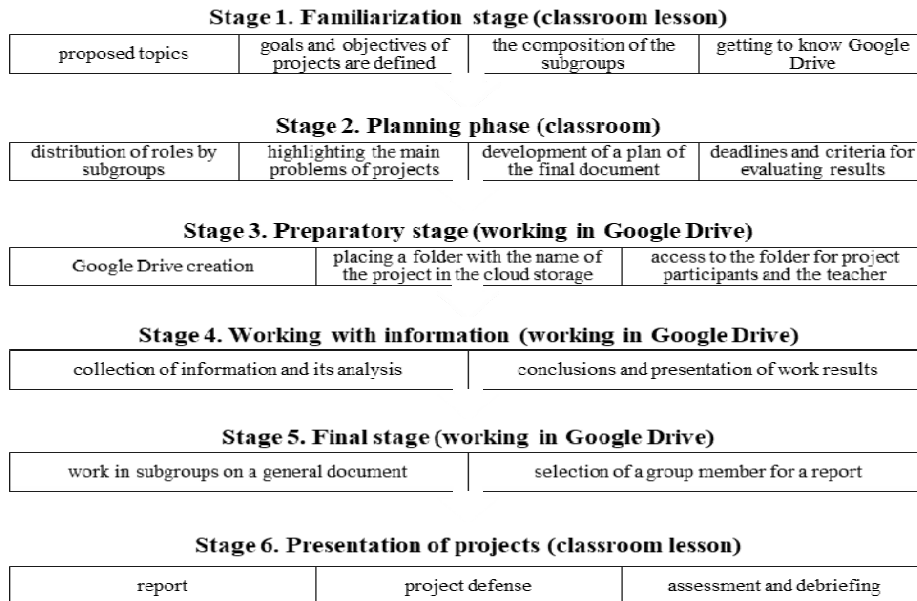 Stage 1. Familiarization stage (classroom lesson)
proposed topics
goals and objectives of
projects are defined
the composition of the
subgroups
getting to know Google
Drive
Stage 2. Planning phase (classroom)
distribution of roles by
subgroups
highlighting the main
problems of projects
development of a plan of
the final document
deadlines and criteria for
evaluating results
Stage 3. Preparatory stage (working in Google Drive)
Google Drive creation
placing a folder with the name
of the project in the cloud storage
access to the folder for project
participants and the teacher
Stage 4. Working with information (working in Google Drive)
collection of information and its analysis
conclusions and presentation of work results
Stage 5. Final stage (working in Google Drive)
work in subgroups on a general document
selection of a group member for a report
Stage 6. Presentation of projects (classroom lesson)
report
project defense
assessment and debriefing